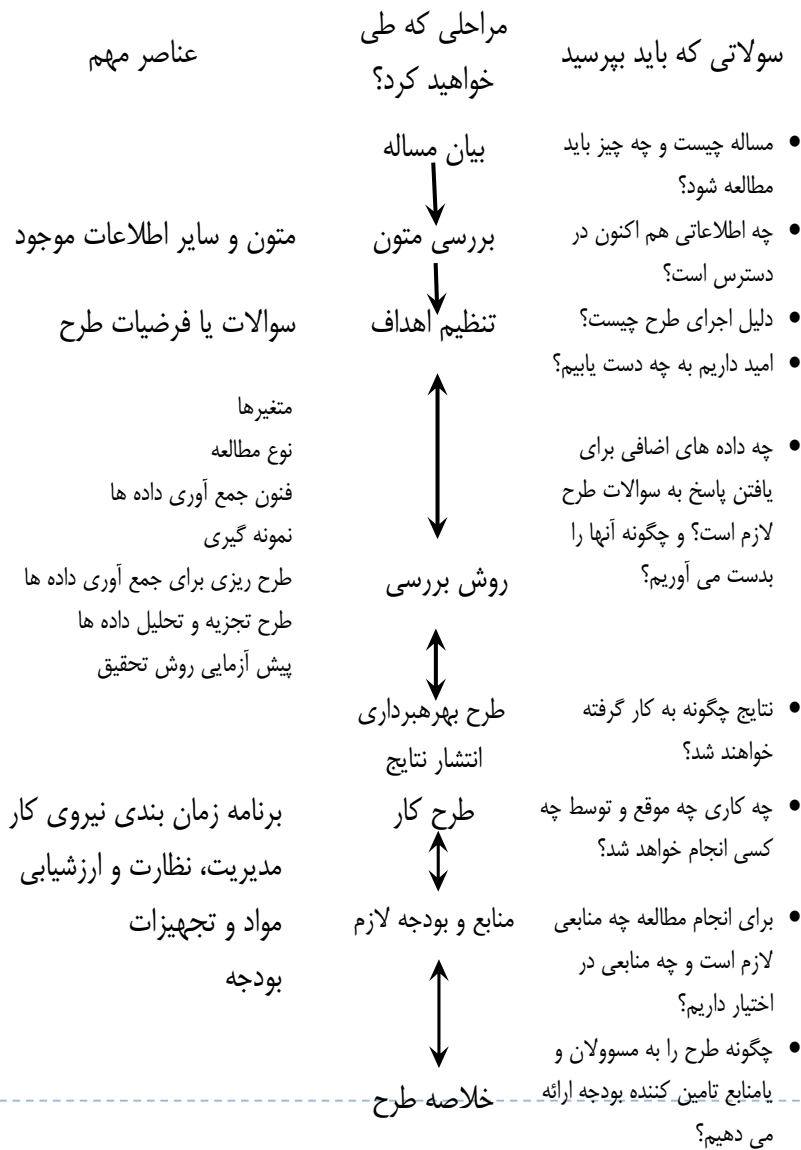 سولاتی که باید بپرسید
مراحلی که طی
خواهید کرد؟
عناصر مهم
مساله چیست و چه چیز باید
مطالعه شود؟
بیان مساله
چه اطلاعاتی هم اکنون در
دسترس است؟
بررسی متون
متون و سایر اطلاعات موجود
دلیل اجرای طرح چیست؟
امید داریم به چه دست یابیم؟
تنظیم اهداف
سوالات یا فرضیات طرح
چه داده های اضافی برای
یافتن پاسخ به سوالات طرح
لازم است؟ و چگونه آنها را
بدست می آوریم؟
روش بررسی
متغیرها
نوع مطالعه
فنون جمع آوری داده ها
نمونه گیری
طرح ریزی برای جمع آوری داده ها
طرح تجزیه و تحلیل داده ها
پیش آزمایی روش تحقیق
نتایج چگونه به کار گرفته
خواهند شد؟
طرح بهرهبرداری
انتشار نتایج
چه کاری چه موقع و توسط چه
کسی انجام خواهد شد؟
طرح کار
برنامه زمان بندی نیروی کار
مدیریت، نظارت و ارزشیابی
برای انجام مطالعه چه منابعی
لازم است و چه منابعی در
اختیار داریم؟
منابع و بودجه لازم
مواد و تجهیزات
بودجه
چگونه طرح را به مسوولان و
یامنابع تامین کننده بودجه ارائه
می دهیم؟
خلاصه طرح